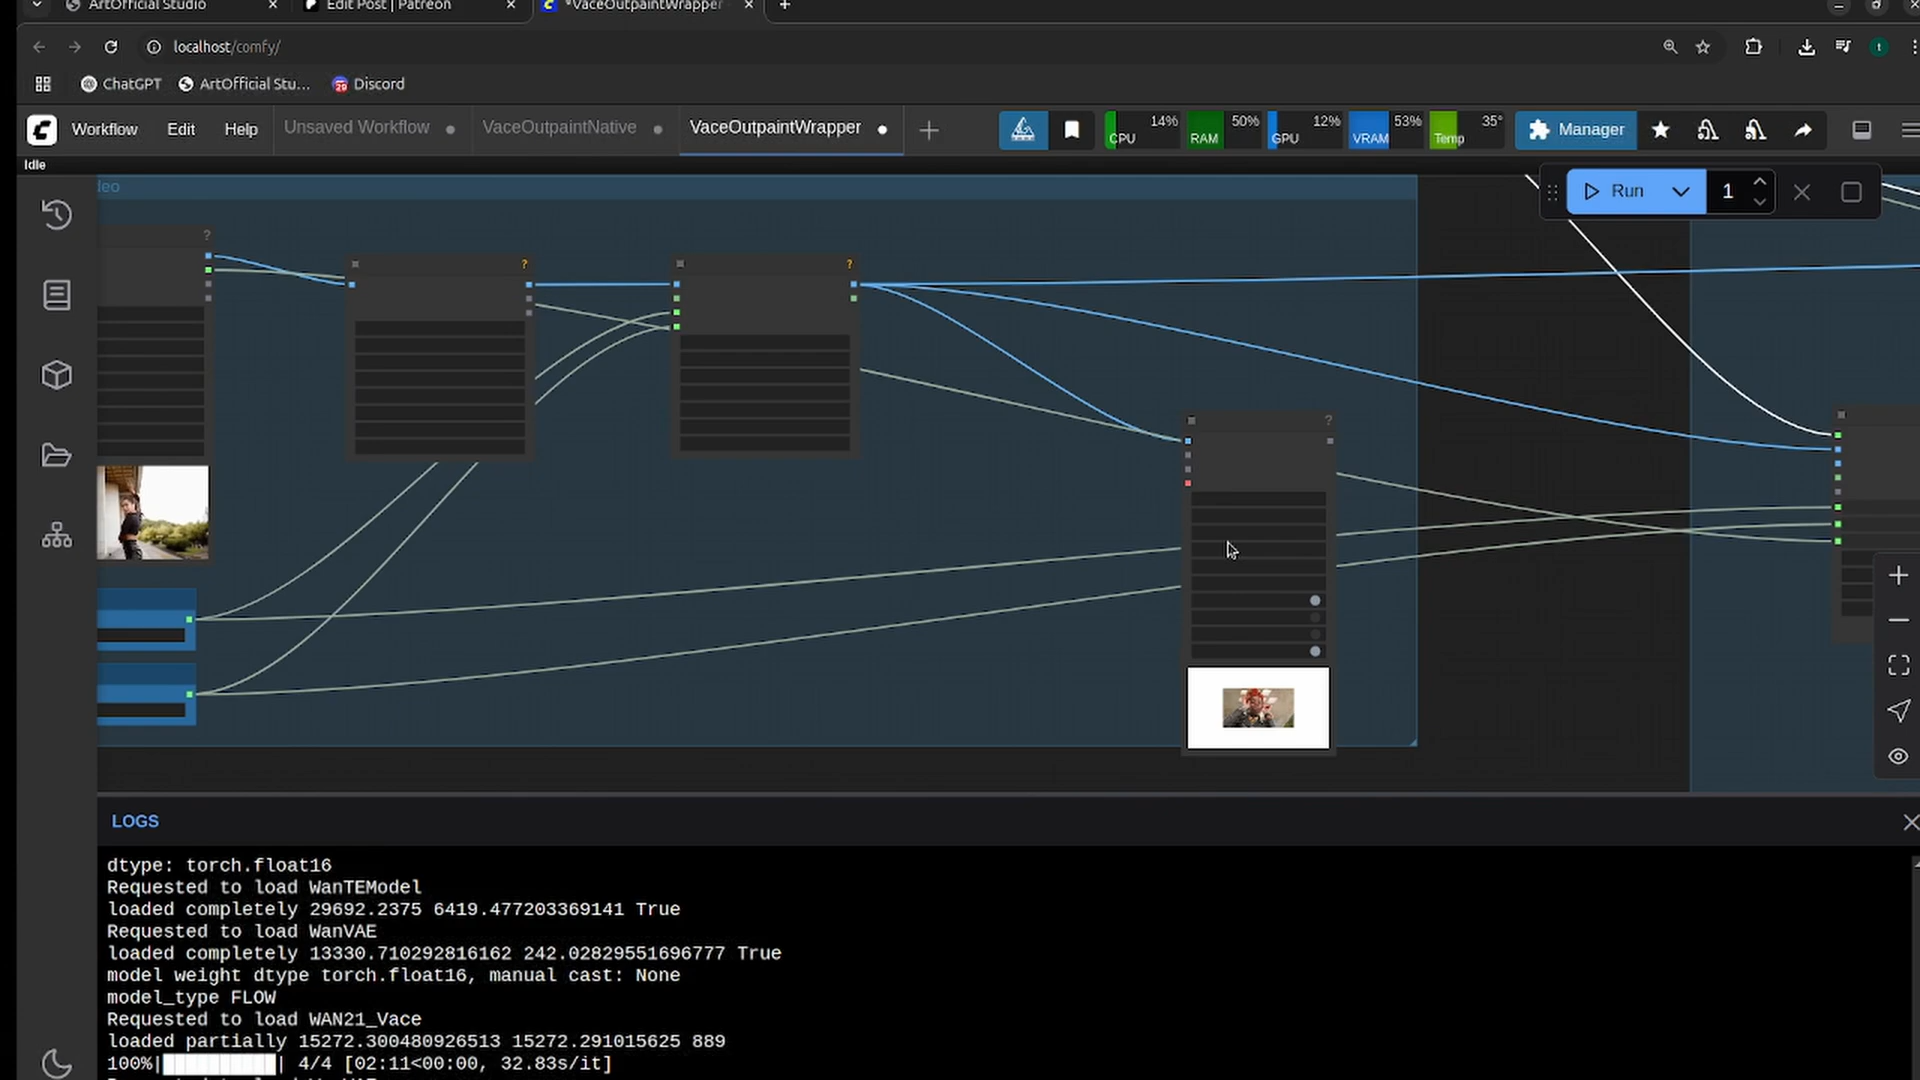 ArtOfficial Studio
Edit Post | Patreon
*VaceOutpaintWrapper
localhost/comfy/
ChatGPT
ArtOfficial Stu...
29
Discord
Workflow
Edit
Help
Unsaved Workflow
VaceOutpaintNative
VaceOutpaintWrapper
CPU 14%
RAM 50%
GPU 12%
VRAM 53%
Temp 35°
Manager
Idle
leo
Run
1
LOGS
dtype: torch.float16
Requested to load WanTEModel
loaded completely 29692.2375 6419.477203369141 True
Requested to load WanVAE
loaded completely 13330.710292816162 242.02829551696777 True
model weight dtype torch.float16, manual cast: None
model_type FLOW
Requested to load WAN21_Vace
loaded partially 15272.300480926513 15272.291015625 889
100%|██████████| 4/4 [02:11<00:00, 32.83s/it]